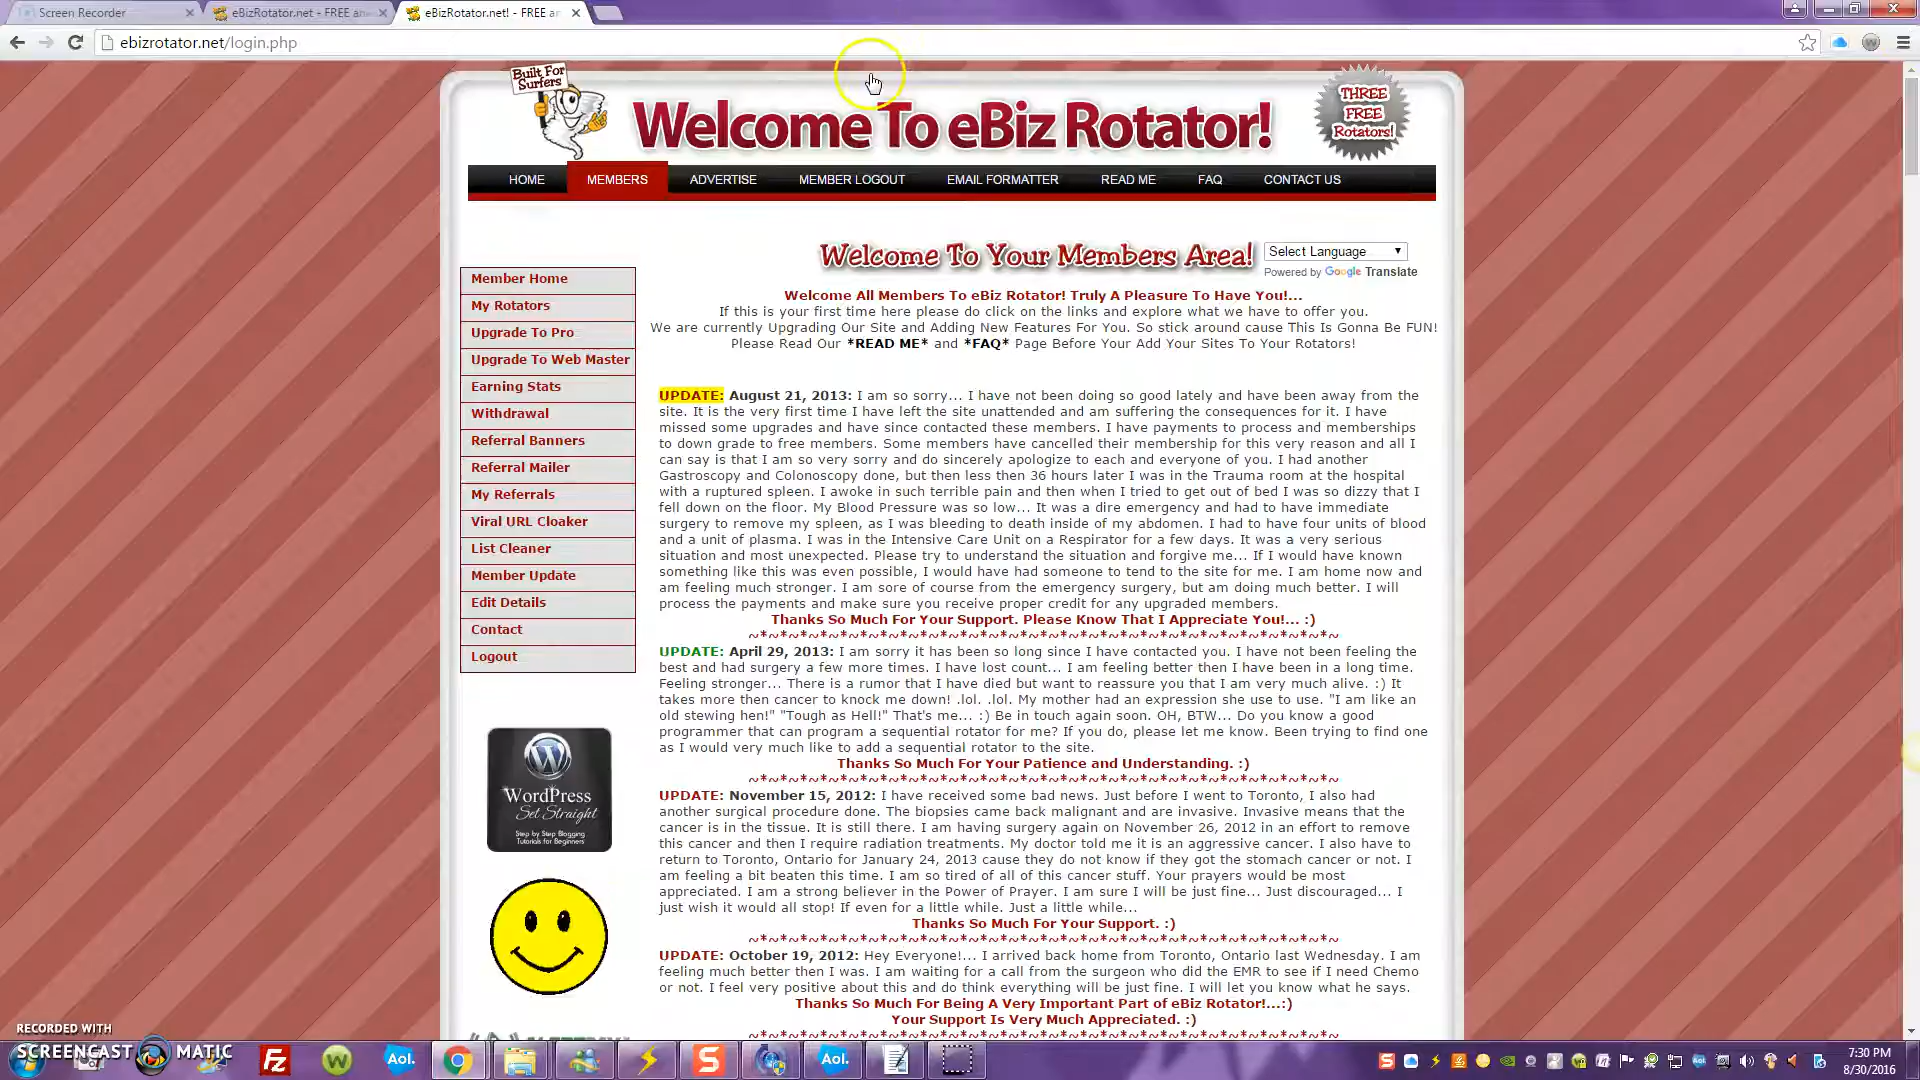 Screen Recorder
eBizRotator.net - FREE an
eBizRotator.net! - FREE ar
ebizrotator.net/login.php
Built For
Surfers
Welcome To eBiz Rotator!
THREE
FREE
Rotators!
HOME MEMBERS ADVERTISE MEMBER LOGOUT EMAIL FORMATTER READ ME FAQ CONTACT US
Welcome To Your Members Area!
Select Language
Powered by Google Translate
Member Home
My Rotators
Upgrade To Pro
Upgrade To Web Master
Earning Stats
Withdrawal
Referral Banners
Referral Mailer
My Referrals
Viral URL Cloaker
List Cleaner
Member Update
Edit Details
Contact
Logout
WordPress
Set Straight
Step by Step Blogging
Tutorials for Beginners
Welcome All Members To eBiz Rotator! Truly A Pleasure To Have You!...
If this is your first time here please do click on the links and explore what we have to offer you.
We are currently Upgrading Our Site and Adding New Features For You. So stick around cause This Is Gonna Be FUN!
Please Read Our *READ ME* and *FAQ* Page Before Your Add Your Sites To Your Rotators!
UPDATE: August 21, 2013: I am so sorry... I have not been doing so good lately and have been away from the
site. It is the very first time I have left the site unattended and am suffering the consequences for it. I have
missed some upgrades and have since contacted these members. I have payments to process and memberships
to down grade to free members. Some members have cancelled their membership for this very reason and all I
can say is that I am so very sorry and do sincerely apologize to each and everyone of you. I had another
Gastroscopy and Colonoscopy done, but then less then 36 hours later I was in the Trauma room at the hospital
with a ruptured spleen. I awoke in such terrible pain and then when I tried to get out of bed I was so dizzy that I
fell down on the floor. My Blood Pressure was so low... It was a dire emergency and had to have immediate
surgery to remove my spleen, as I was bleeding to death inside of my abdomen. I had to have four units of blood
and a unit of plasma. I was in the Intensive Care Unit on a Respirator for a few days. It was a very serious
situation and most unexpected. Please try to understand the situation and forgive me... If I would have known
something like this was even possible, I would have had someone to tend to the site for me. I am home now and
am feeling much stronger. I am sore of course from the emergency surgery, but am doing much better. I will
process the payments and make sure you receive proper credit for any upgraded members.
Thanks So Much For Your Support. Please Know That I Appreciate You!... :)
~*~*~*~*~*~*~*~*~*~*~*~*~*~*~*~*~*~*~*~*~*~*~*~*~
UPDATE: April 29, 2013: I am sorry it has been so long since I have contacted you. I have not been feeling the
best and had surgery a few more times. I have lost count... I am feeling better then I have been in a long time.
Feeling stronger... There is a rumor that I have died but want to reassure you that I am very much alive. :) It
takes more then cancer to knock me down! .lol. .lol. My mother had an expression she use to use. "I am like an
old stewing hen!" "Tough as Hell!" That's me... :) Be in touch again soon. OH, BTW... Do you know a good
programmer that can program a sequential rotator for me? If you do, please let me know. Been trying to find one
as I would very much like to add a sequential rotator to the site.
Thanks So Much For Your Patience and Understanding. :)
~*~*~*~*~*~*~*~*~*~*~*~*~*~*~*~*~*~*~*~*~*~*~*~*~
UPDATE: November 15, 2012: I have received some bad news. Just before I went to Toronto, I also had
another surgical procedure done. The biopsies came back malignant and are invasive. Invasive means that the
cancer is in the tissue. It is still there. I am having surgery again on November 26, 2012 in an effort to remove
this cancer and then I require radiation treatments. My doctor told me it is an aggressive cancer. I also have to
return to Toronto, Ontario for January 24, 2013 cause they do not know if they got the stomach cancer or not. I
am feeling a bit beaten this time. I am so tired of all of this cancer stuff. Your prayers would be most
appreciated. I am a strong believer in the Power of Prayer. I am sure I will be just fine... Just discouraged... I
just wish it would all stop! If even for a little while. Just a little while...
Thanks So Much For Your Support. :)
~*~*~*~*~*~*~*~*~*~*~*~*~*~*~*~*~*~*~*~*~*~*~*~*~
UPDATE: October 19, 2012: Hey Everyone!... I arrived back home from Toronto, Ontario last Wednesday. I am
feeling much better then I was. I am waiting for a call from the surgeon who did the EMR to see if I need Chemo
or not. I feel very positive about this and do think everything will be just fine. I will let you know what he says.
Thanks So Much For Being A Very Important Part of eBiz Rotator!...:)
Your Support Is Very Much Appreciated. :)
~*~*~*~*~*~*~*~*~*~*~*~*~*~*~*~*~*~*~*~*~*~*~*~*~
RECORDED WITH
SCREENCAST MATIC
Fz
Aol.
Aol.
7:30 PM
8/30/2016